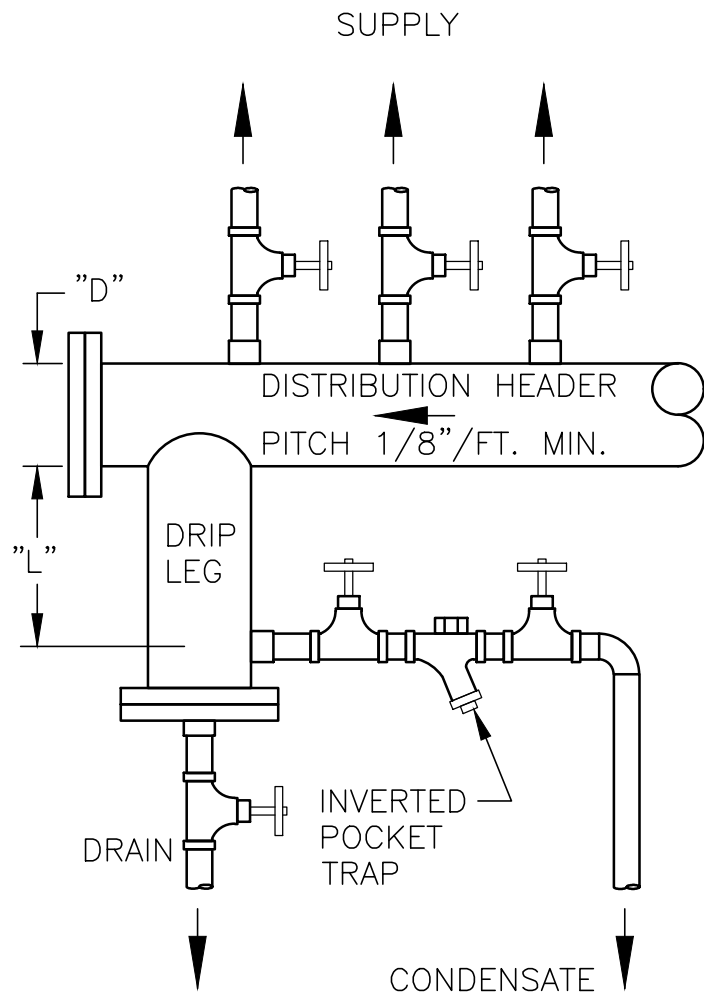 SUPPLY
"D"
DISTRIBUTION HEADER
PITCH 1/8"/FT. MIN.
"L"
DRIP
LEG
INVERTED
POCKET
TRAP
DRAIN
CONDENSATE